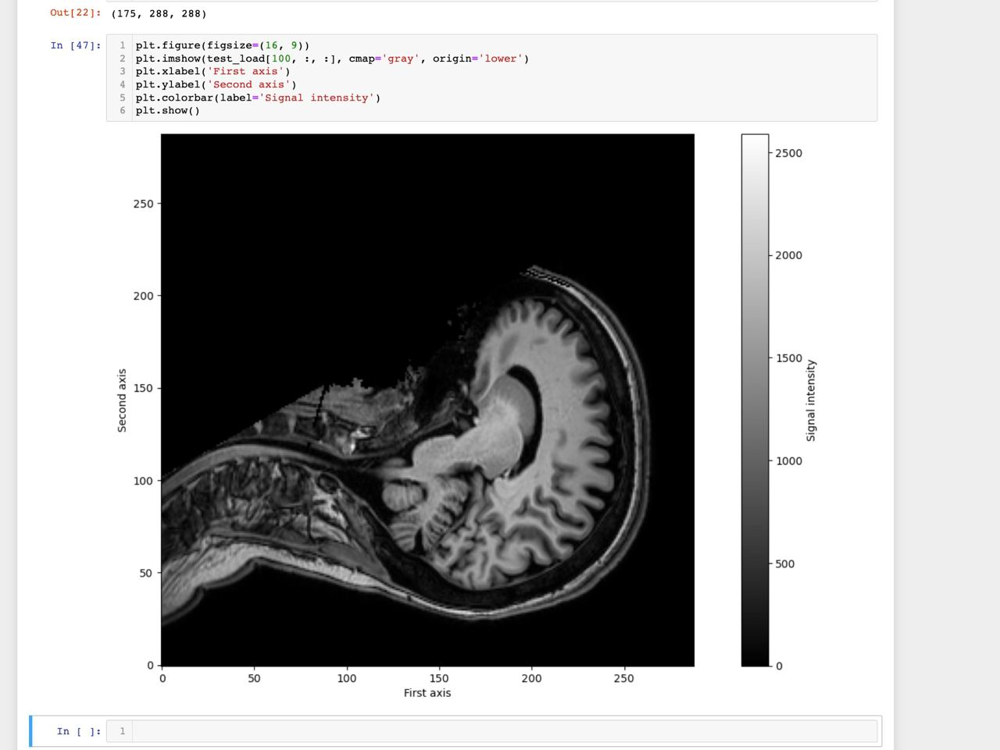 Out[22]: (175, 288, 288)
In [47]:
1 plt.figure(figsize=(16, 9))
2 plt.imshow(test_load[100, :, :], cmap='gray', origin='lower')
3 plt.xlabel('First axis')
4 plt.ylabel('Second axis')
5 plt.colorbar(label='Signal intensity')
6 plt.show()
250
200
150
100
50
0
Second axis
0 50 100 150 200 250
First axis
2500
2000
1500
1000
500
0
Signal intensity
In [ ]: 1